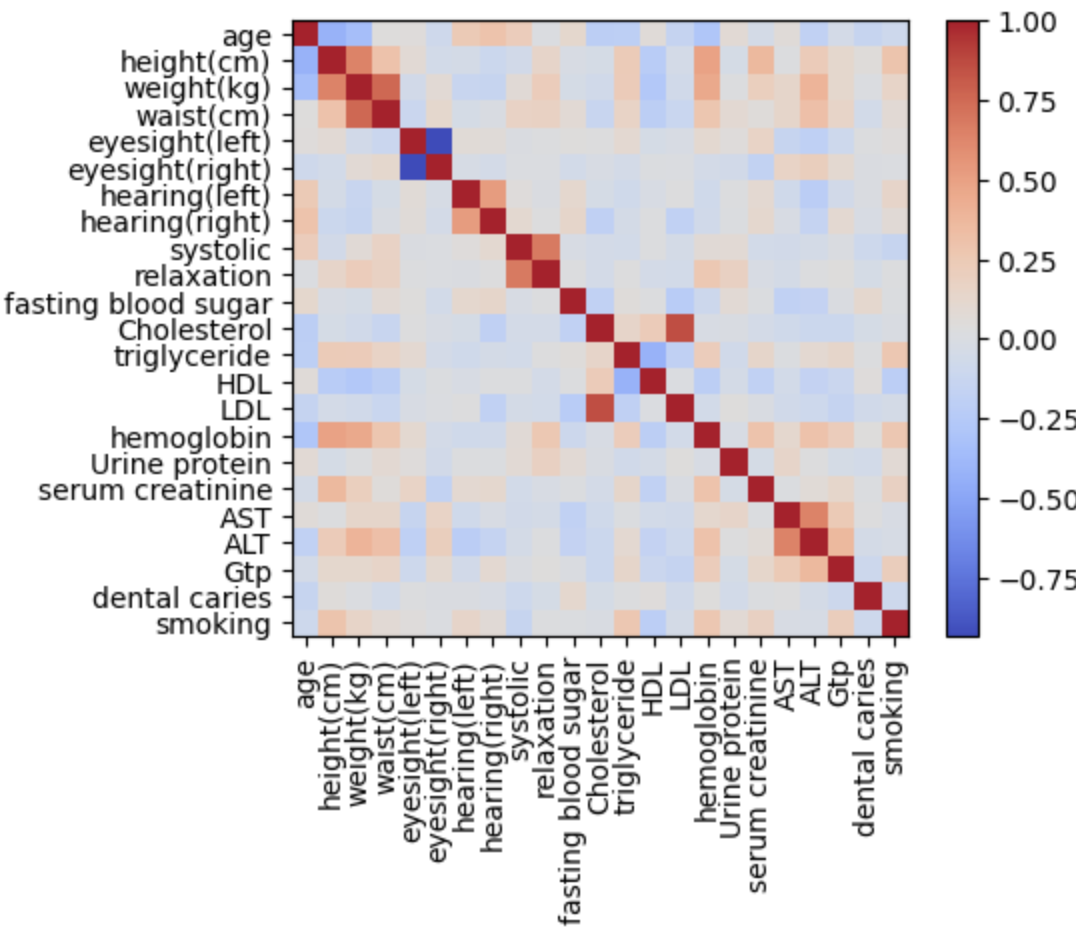 age
height(cm)
weight(kg)
waist(cm)
eyesight(left)
eyesight(right)
hearing(left)
hearing(right)
systolic
relaxation
fasting blood sugar
Cholesterol
triglyceride
HDL
LDL
hemoglobin
Urine protein
serum creatinine
AST
ALT
Gtp
dental caries
smoking
age
height(cm)
weight(kg)
waist(cm)
eyesight(left)
eyesight(right)
hearing(left)
hearing(right)
systolic
relaxation
fasting blood sugar
Cholesterol
triglyceride
HDL
LDL
hemoglobin
Urine protein
serum creatinine
AST
ALT
Gtp
dental caries
smoking
1.00
0.75
0.50
0.25
0.00
−0.25
−0.50
−0.75